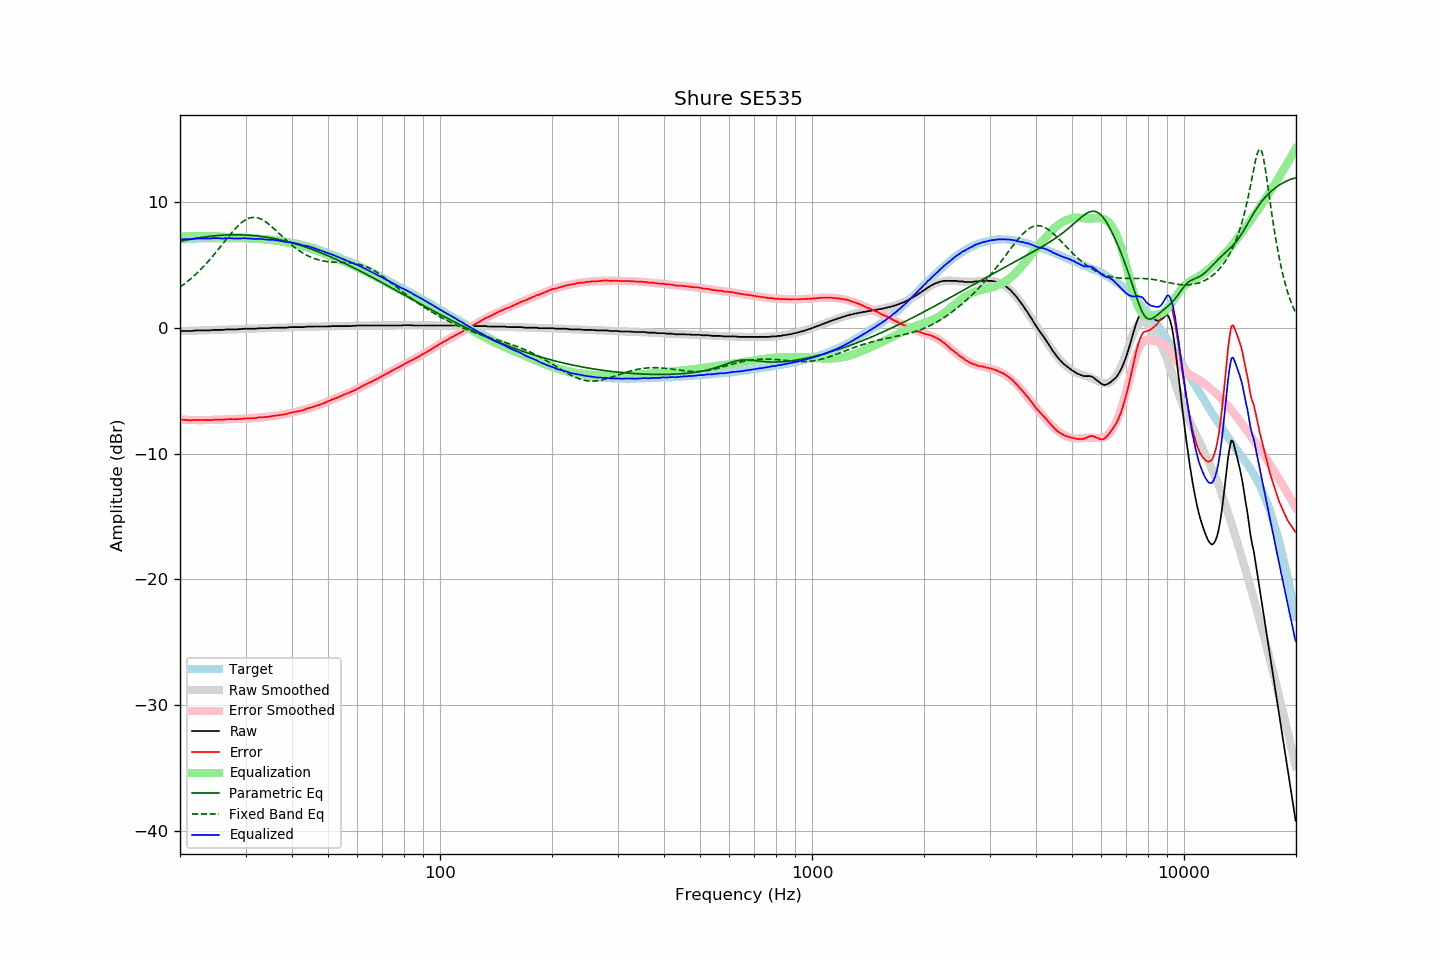 Shure SE535
Amplitude (dBr)
10
0
−10
−20
−30
−40
Target
Raw Smoothed
Error Smoothed
Raw
Error
Equalization
Parametric Eq
Fixed Band Eq
Equalized
100
1000
10000
Frequency (Hz)